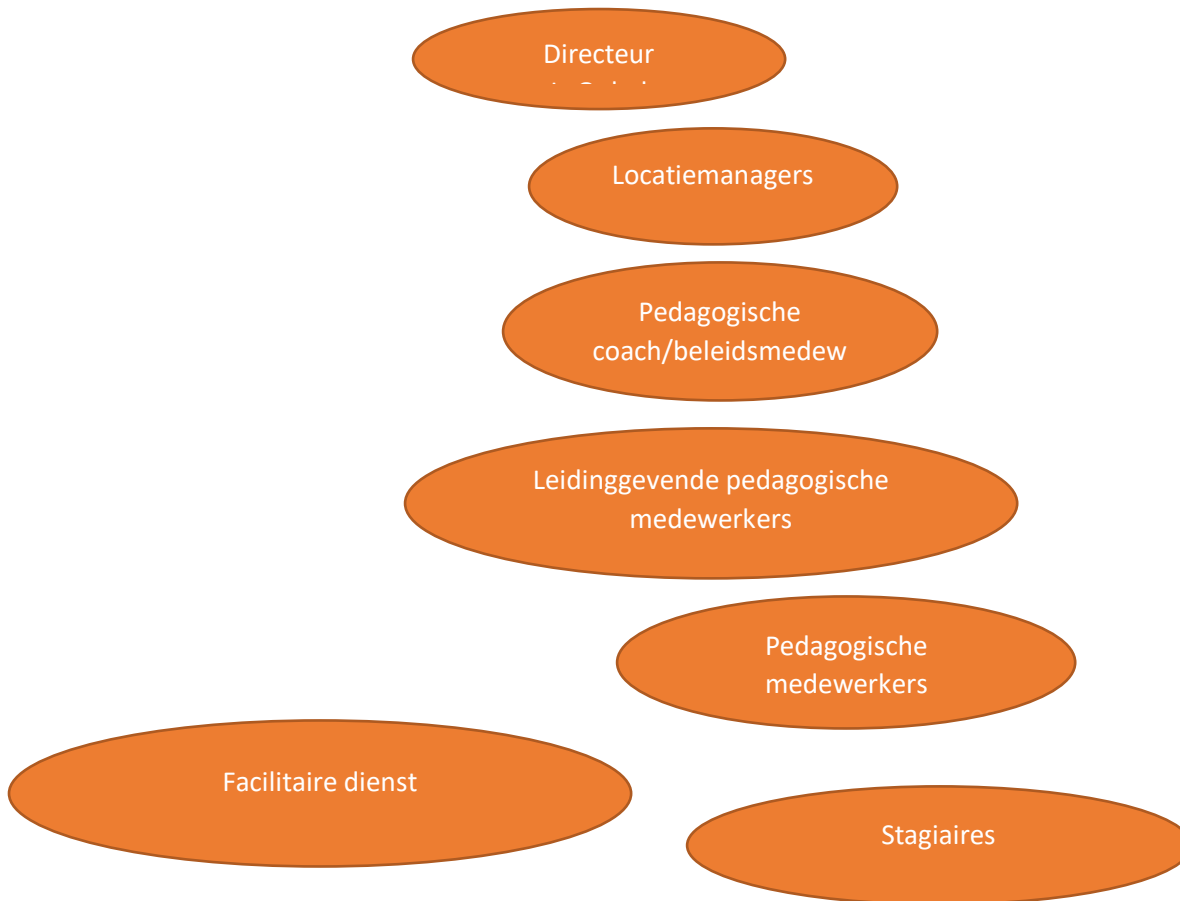 Directeur
Locatiemanagers
Pedagogische
coach/beleidsmedew
Leidinggevende pedagogische
medewerkers
Pedagogische
medewerkers
Facilitaire dienst
Stagiaires